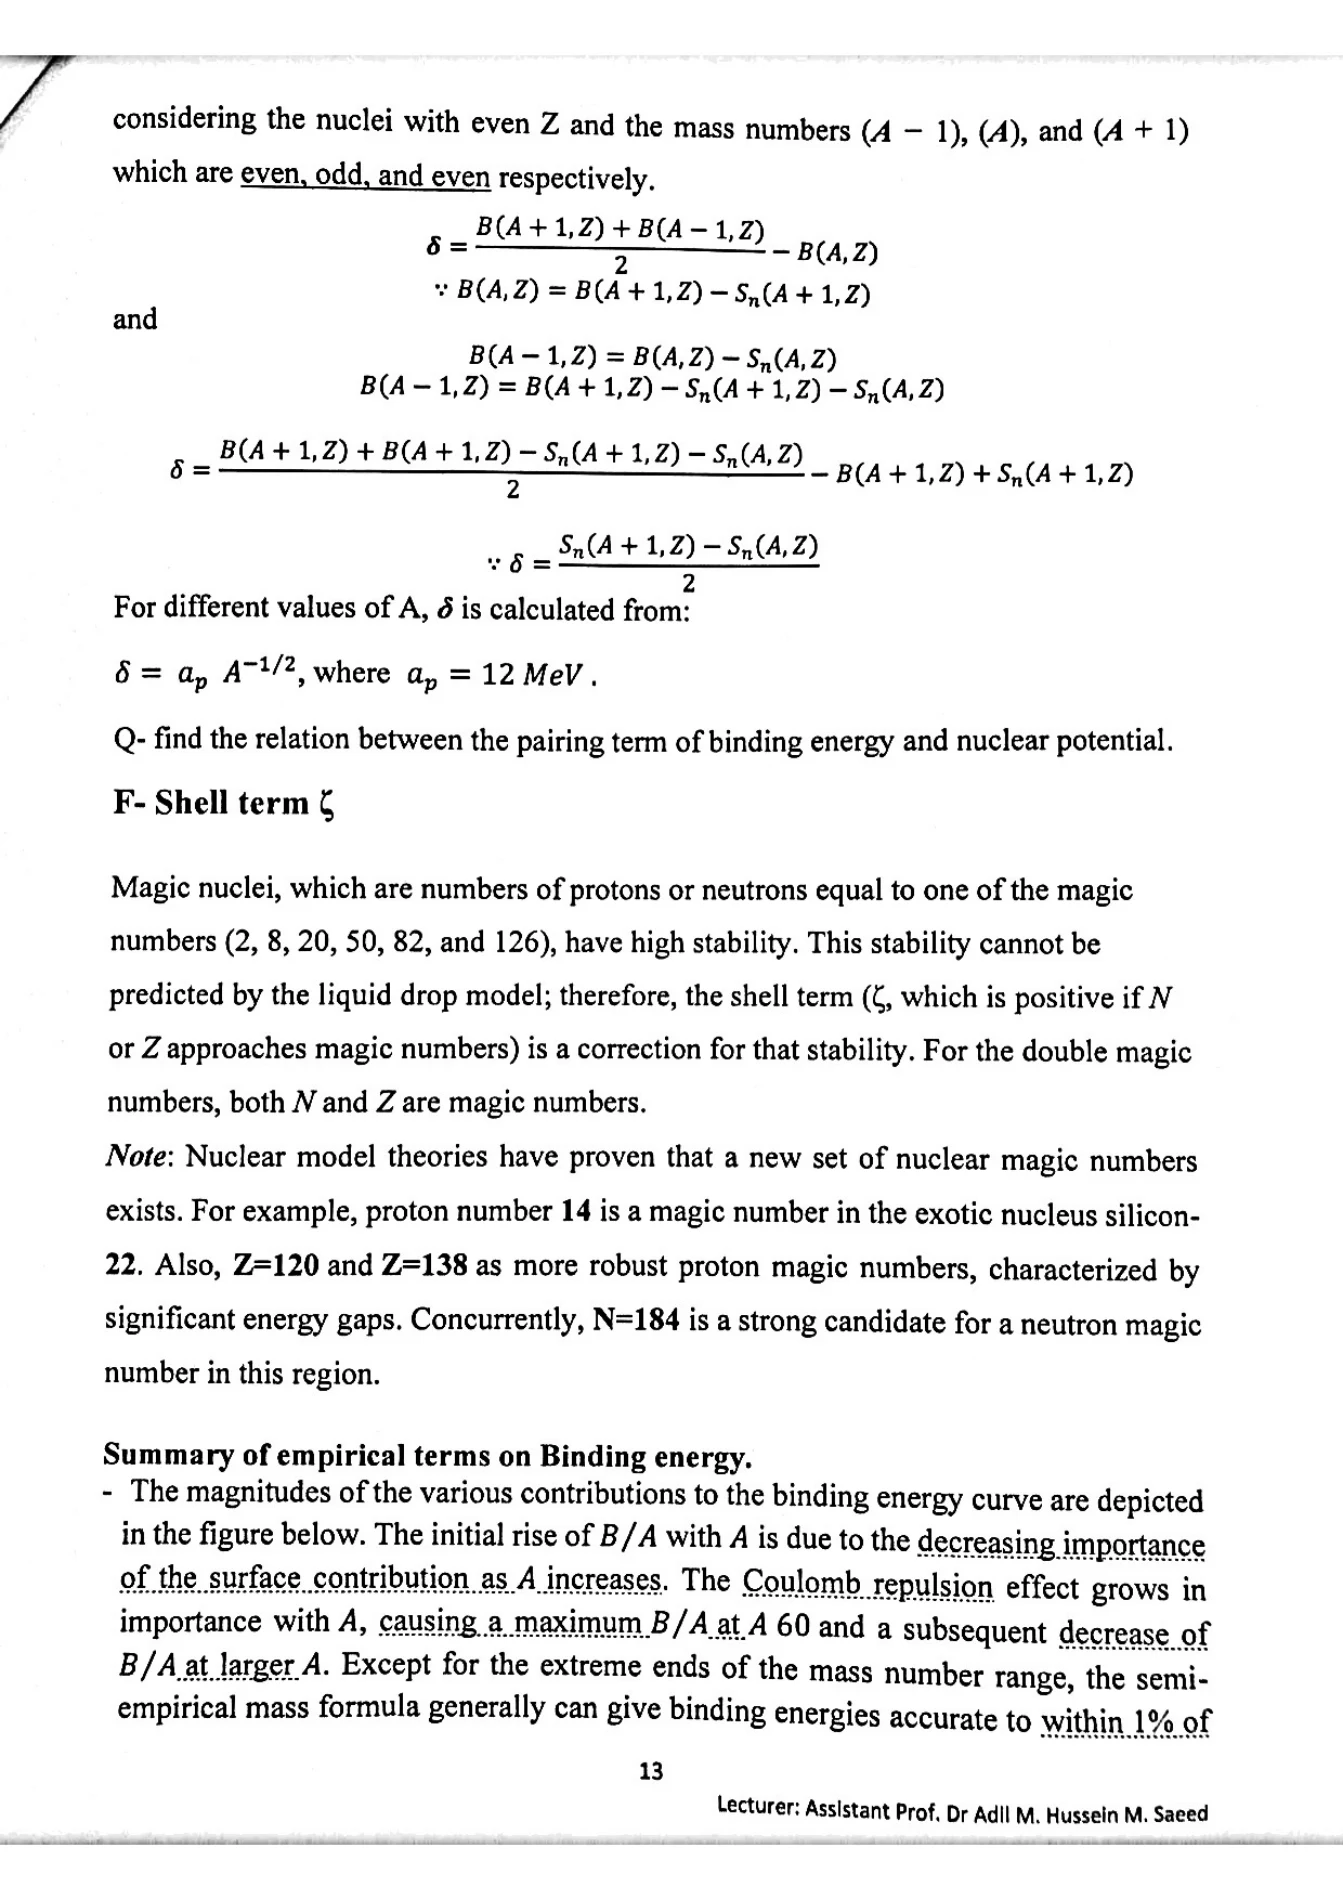 considering the nuclei with even Z and the mass numbers (A − 1), (A), and (A + 1)
which are even, odd, and even respectively.
δ = (B(A + 1, Z) + B(A − 1, Z))/2 − B(A, Z)
∵ B(A, Z) = B(A + 1, Z) − Sₙ(A + 1, Z)
and
B(A − 1, Z) = B(A, Z) − Sₙ(A, Z)
B(A − 1, Z) = B(A + 1, Z) − Sₙ(A + 1, Z) − Sₙ(A, Z)
δ = (B(A + 1, Z) + B(A + 1, Z) − Sₙ(A + 1, Z) − Sₙ(A, Z))/2 − B(A + 1, Z) + Sₙ(A + 1, Z)
∵ δ = (Sₙ(A + 1, Z) − Sₙ(A, Z))/2
For different values of A, δ is calculated from:
δ = aₚ A^(−1/2), where aₚ = 12 MeV .
Q- find the relation between the pairing term of binding energy and nuclear potential.
F- Shell term ζ
Magic nuclei, which are numbers of protons or neutrons equal to one of the magic
numbers (2, 8, 20, 50, 82, and 126), have high stability. This stability cannot be
predicted by the liquid drop model; therefore, the shell term (ζ, which is positive if N
or Z approaches magic numbers) is a correction for that stability. For the double magic
numbers, both N and Z are magic numbers.
Note: Nuclear model theories have proven that a new set of nuclear magic numbers
exists. For example, proton number 14 is a magic number in the exotic nucleus silicon-
22. Also, Z=120 and Z=138 as more robust proton magic numbers, characterized by
significant energy gaps. Concurrently, N=184 is a strong candidate for a neutron magic
number in this region.
Summary of empirical terms on Binding energy.
- The magnitudes of the various contributions to the binding energy curve are depicted
in the figure below. The initial rise of B/A with A is due to the decreasing importance
of the surface contribution as A increases. The Coulomb repulsion effect grows in
importance with A, causing a maximum B/A at A 60 and a subsequent decrease of
B/A at larger A. Except for the extreme ends of the mass number range, the semi-
empirical mass formula generally can give binding energies accurate to within 1% of
13
Lecturer: Assistant Prof. Dr Adil M. Hussein M. Saeed